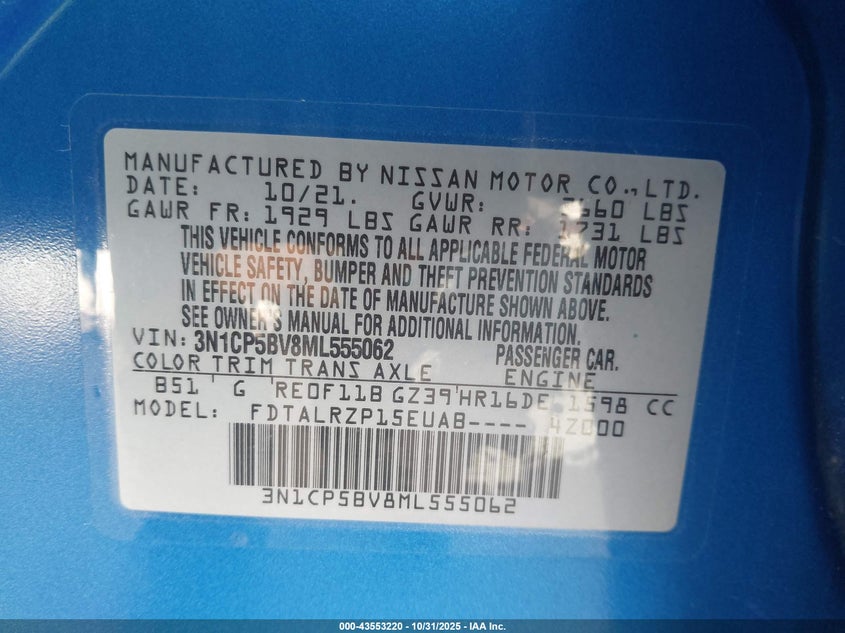 MANUFACTURED BY NISSAN MOTOR CO.,LTD.
DATE: 10/21. GVWR: 3660 LBS
GAWR FR: 1929 LBS GAWR RR: 1731 LBS
THIS VEHICLE CONFORMS TO ALL APPLICABLE FEDERAL MOTOR
VEHICLE SAFETY, BUMPER AND THEFT PREVENTION STANDARDS
IN EFFECT ON THE DATE OF MANUFACTURE SHOWN ABOVE.
SEE OWNER'S MANUAL FOR ADDITIONAL INFORMATION.
VIN: 3N1CP5BV8ML555062 PASSENGER CAR.
COLOR TRIM TRANS AXLE ENGINE
B51 G RE0F11B GZ39 HR16DE 1598 CC
MODEL: FDTALRZP15EUAB---- 4Z000
3N1CP5BV8ML555062
000-43553220 - 10/31/2025 - IAA Inc.